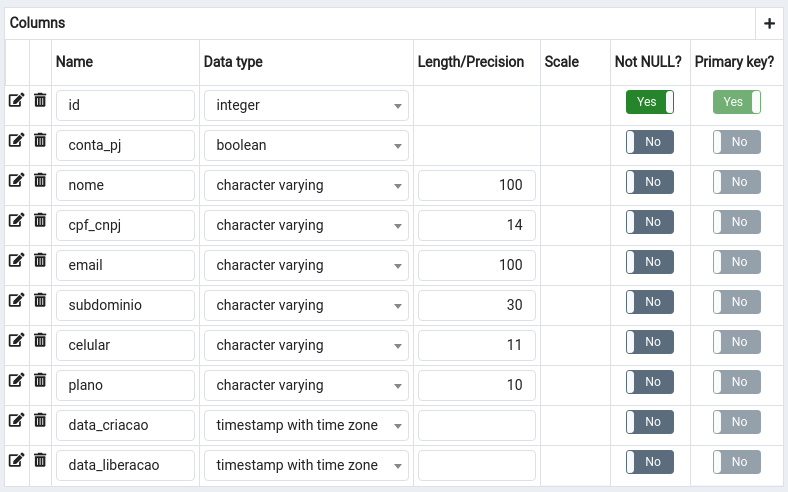 Columns
Name Data type Length/Precision Scale Not NULL? Primary key?
id integer Yes Yes
conta_pj boolean No No
nome character varying 100 No No
cpf_cnpj character varying 14 No No
email character varying 100 No No
subdominio character varying 30 No No
celular character varying 11 No No
plano character varying 10 No No
data_criacao timestamp with time zone No No
data_liberacao timestamp with time zone No No